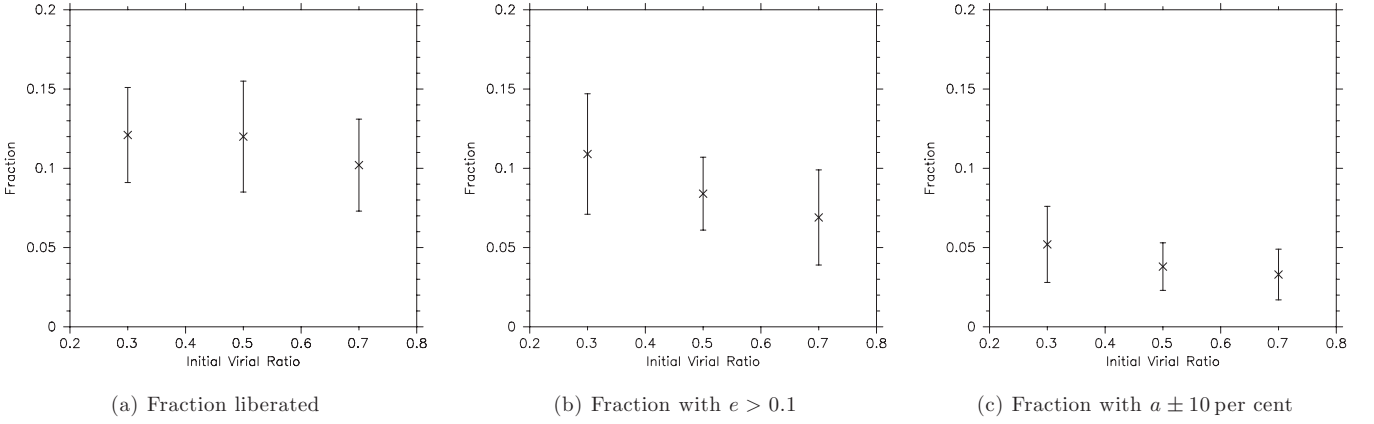 0.2
0.15
0.1
0.05
0
Fraction
0.2 0.3 0.4 0.5 0.6 0.7 0.8
Initial Virial Ratio
(a) Fraction liberated
0.2
0.15
0.1
0.05
0
Fraction
0.2 0.3 0.4 0.5 0.6 0.7 0.8
Initial Virial Ratio
(b) Fraction with e > 0.1
0.2
0.15
0.1
0.05
0
Fraction
0.2 0.3 0.4 0.5 0.6 0.7 0.8
Initial Virial Ratio
(c) Fraction with a ± 10 per cent